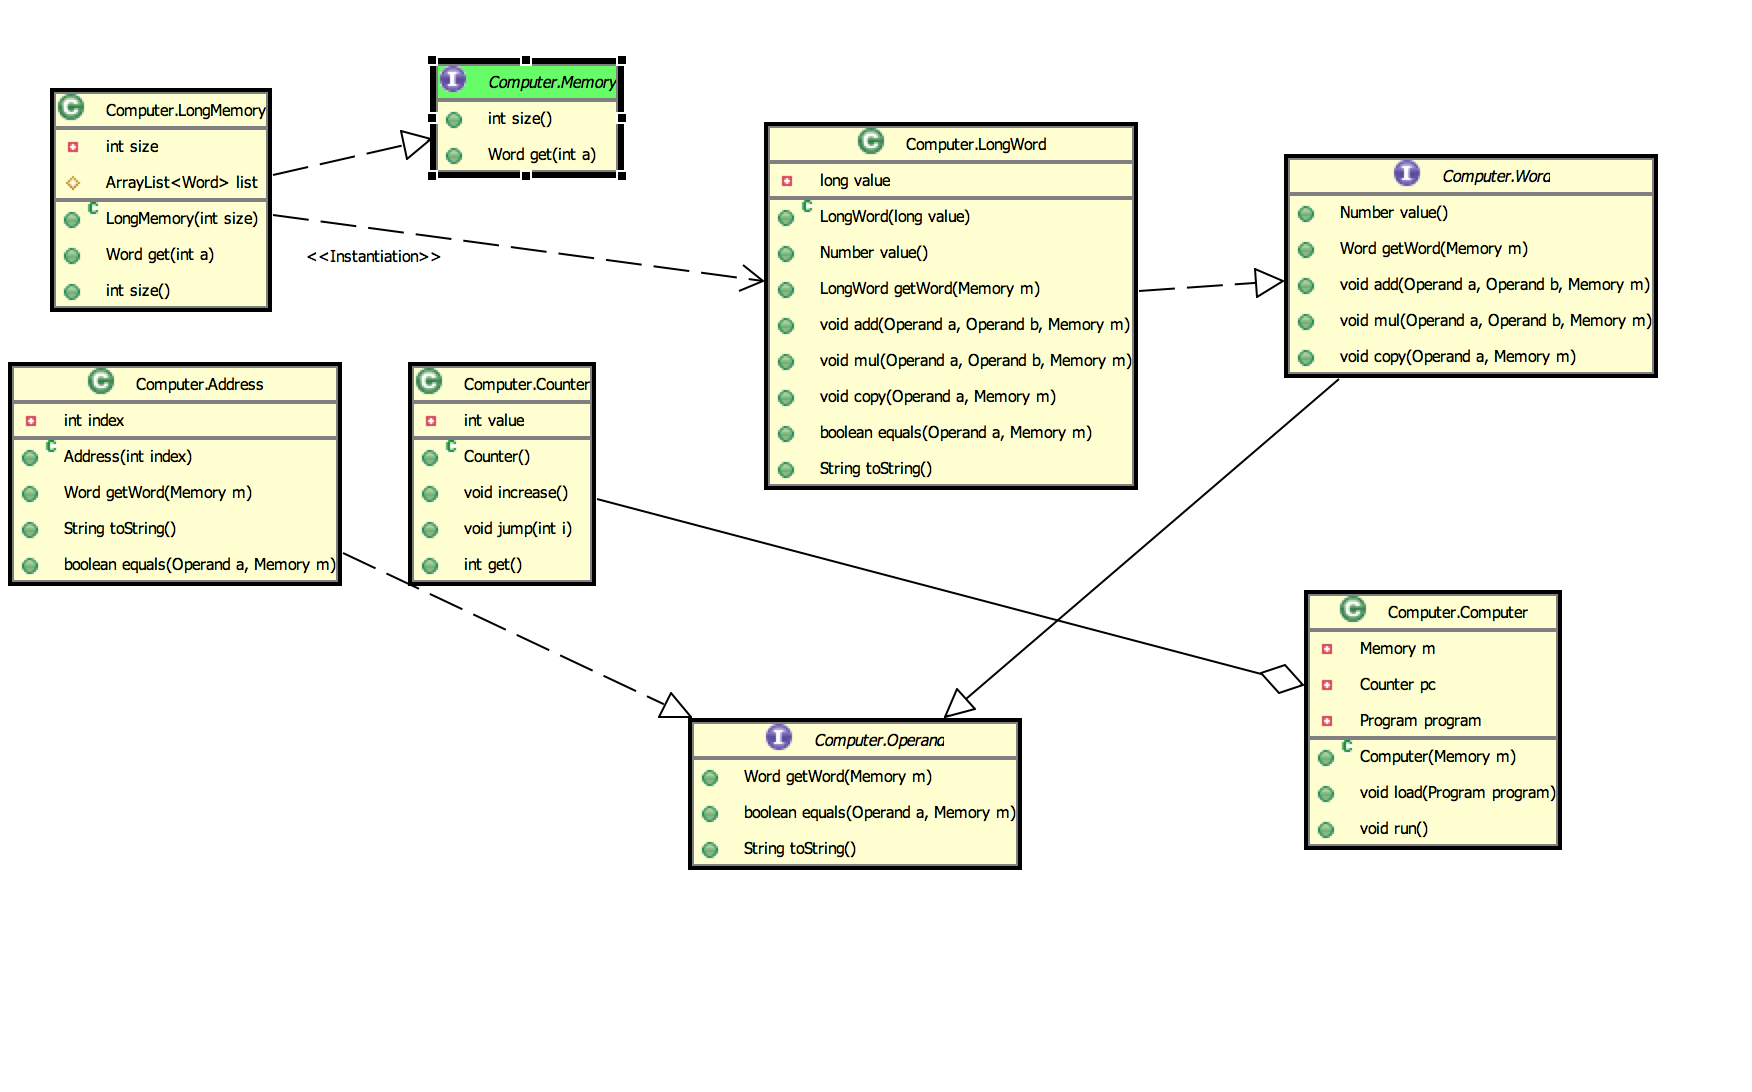 Computer.Memory
int size()
Word get(int a)
Computer.LongMemory
int size
ArrayList<Word> list
LongMemory(int size)
Word get(int a)
int size()
<<Instantiation>>
Computer.LongWord
long value
LongWord(long value)
Number value()
LongWord getWord(Memory m)
void add(Operand a, Operand b, Memory m)
void mul(Operand a, Operand b, Memory m)
void copy(Operand a, Memory m)
boolean equals(Operand a, Memory m)
String toString()
Computer.Word
Number value()
Word getWord(Memory m)
void add(Operand a, Operand b, Memory m)
void mul(Operand a, Operand b, Memory m)
void copy(Operand a, Memory m)
Computer.Address
int index
Address(int index)
Word getWord(Memory m)
String toString()
boolean equals(Operand a, Memory m)
Computer.Counter
int value
Counter()
void increase()
void jump(int i)
int get()
Computer.Computer
Memory m
Counter pc
Program program
Computer(Memory m)
void load(Program program)
void run()
Computer.Operand
Word getWord(Memory m)
boolean equals(Operand a, Memory m)
String toString()